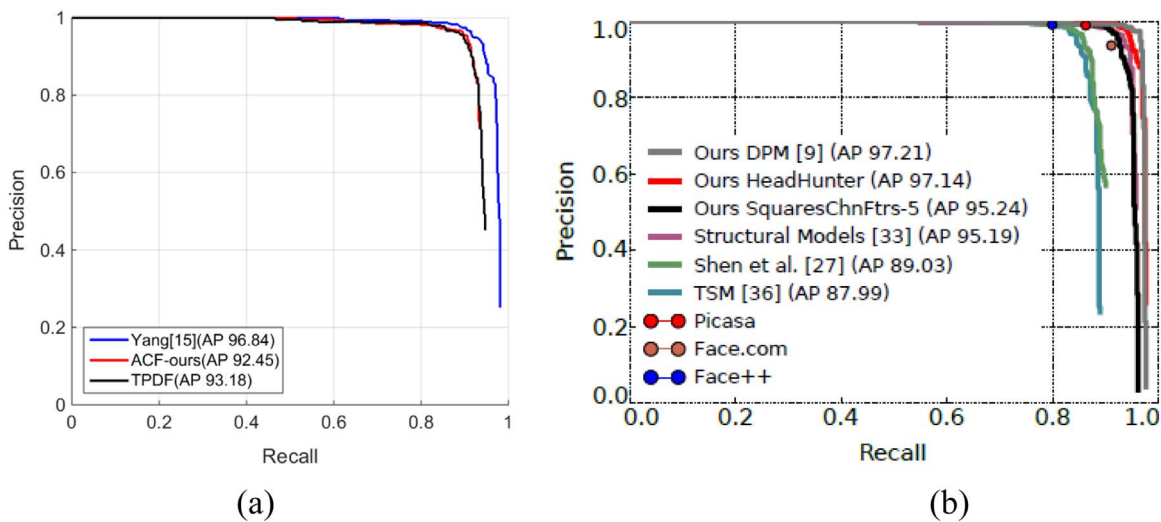 1
0.8
0.6
0.4
0.2
0
0 0.2 0.4 0.6 0.8 1
Precision
Recall
Yang[15](AP 96.84)
ACF-ours(AP 92.45)
TPDF(AP 93.18)
(a)
1.0
0.8
0.6
0.4
0.2
0.0
0.0 0.2 0.4 0.6 0.8 1.0
Precision
Recall
Ours DPM [9] (AP 97.21)
Ours HeadHunter (AP 97.14)
Ours SquaresChnFtrs-5 (AP 95.24)
Structural Models [33] (AP 95.19)
Shen et al. [27] (AP 89.03)
TSM [36] (AP 87.99)
Picasa
Face.com
Face++
(b)